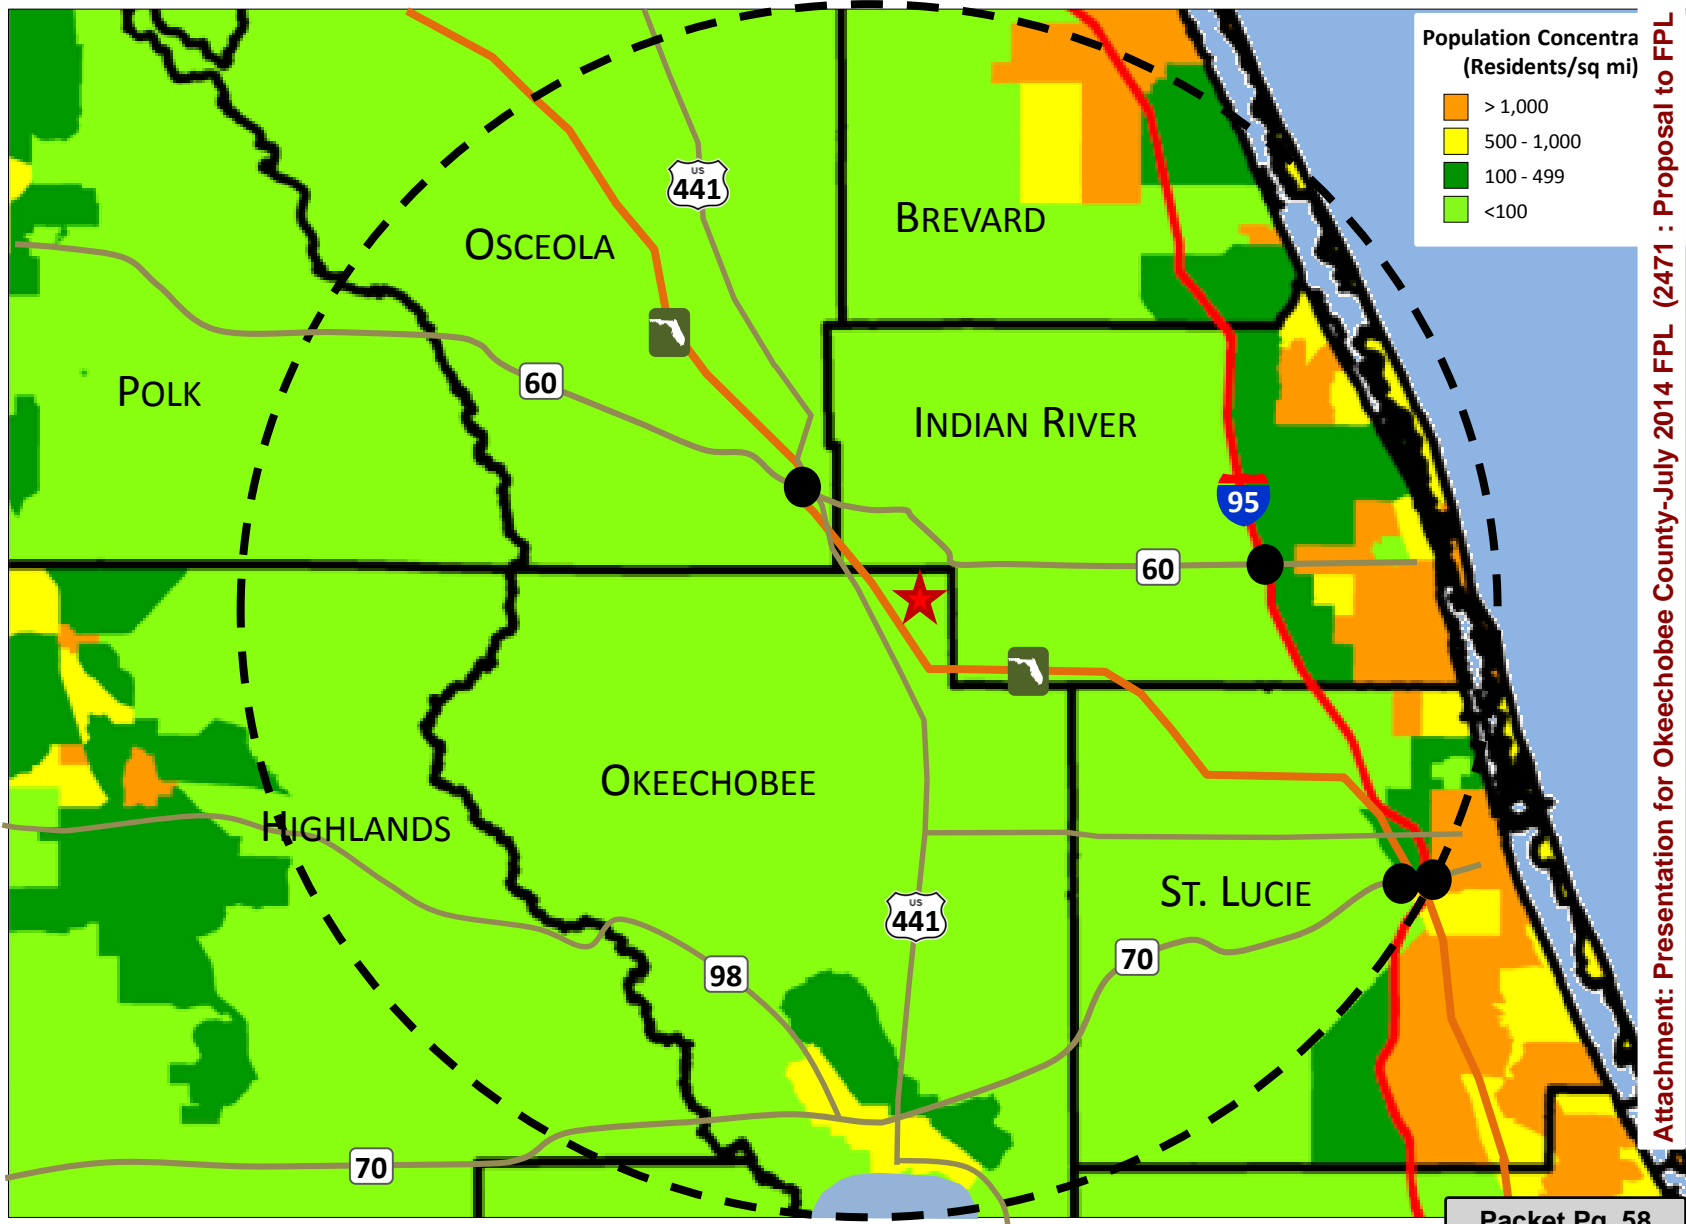 Population Concentra
(Residents/sq mi)
> 1,000
500 - 1,000
100 - 499
<100
US
441
BREVARD
OSCEOLA
60
POLK
INDIAN RIVER
95
60
OKEECHOBEE
HIGHLANDS
ST. LUCIE
US
441
70
98
70
Attachment: Presentation for Okeechobee County-July 2014 FPL (2471 : Proposal to FPL
Packet Pg. 58